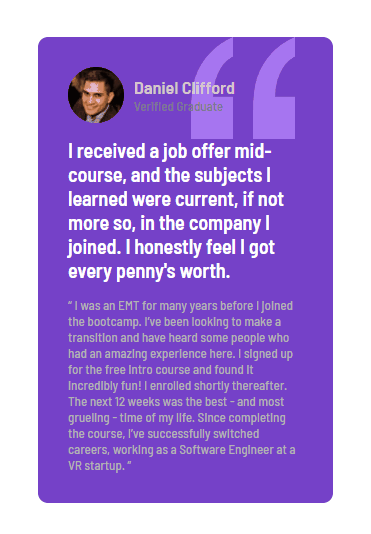 Daniel Clifford
Verified Graduate
I received a job offer mid-
course, and the subjects I
learned were current, if not
more so, in the company I
joined. I honestly feel I got
every penny's worth.
“ I was an EMT for many years before I joined
the bootcamp. I’ve been looking to make a
transition and have heard some people who
had an amazing experience here. I signed up
for the free intro course and found it
incredibly fun! I enrolled shortly thereafter.
The next 12 weeks was the best - and most
grueling - time of my life. Since completing
the course, I’ve successfully switched
careers, working as a Software Engineer at a
VR startup. ”